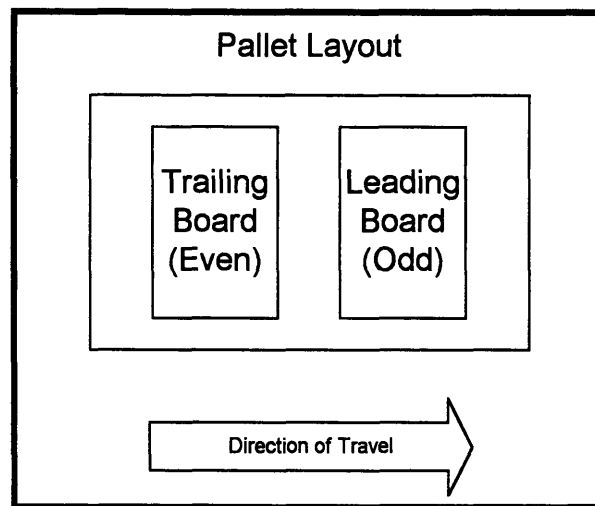 Pallet Layout
Trailing
Board
(Even)
Leading
Board
(Odd)
Direction of Travel